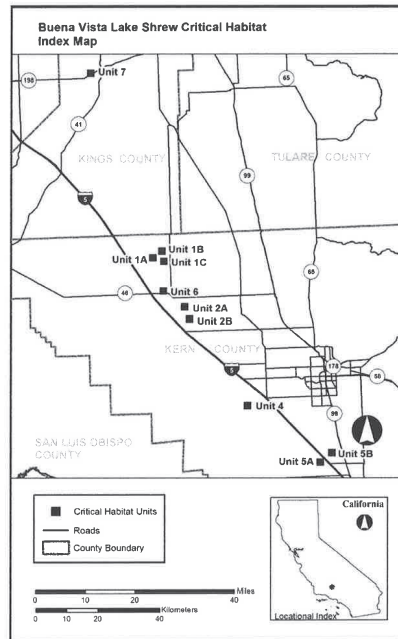 Buena Vista Lake Shrew Critical Habitat
Index Map
198
Unit 7
65
41
KINGS COUNTY
TULARE COUNTY
99
5
Unit 1B
Unit 1A
Unit 1C
65
46
Unit 6
Unit 2A
Unit 2B
KERN COUNTY
5
178
58
Unit 4
99
SAN LUIS OBISPO
COUNTY
Unit 5B
Unit 5A
Critical Habitat Units
Roads
County Boundary
California
Locational Index
Miles
0 10 20 40
Kilometers
0 10 20 40